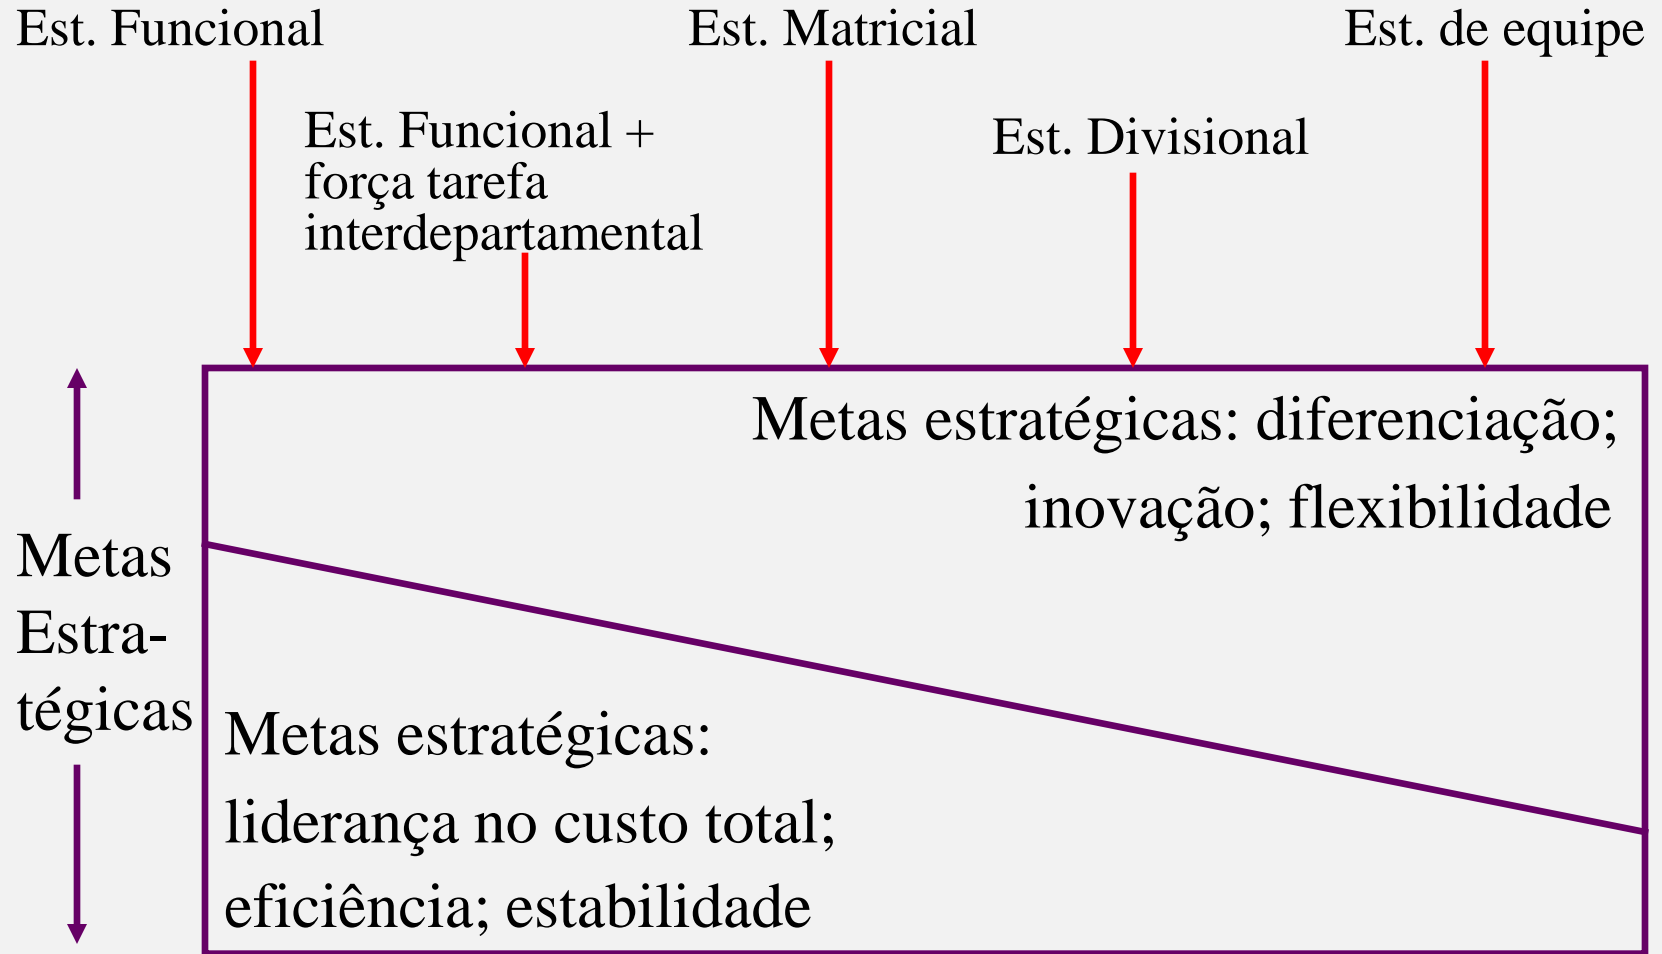 Est. Funcional
Est. Matricial
Est. de equipe
Est. Funcional +
força tarefa
interdepartamental
Est. Divisional
Metas estratégicas: diferenciação;
inovação; flexibilidade
Metas
Estra-
tégicas
Metas estratégicas:
liderança no custo total;
eficiência; estabilidade